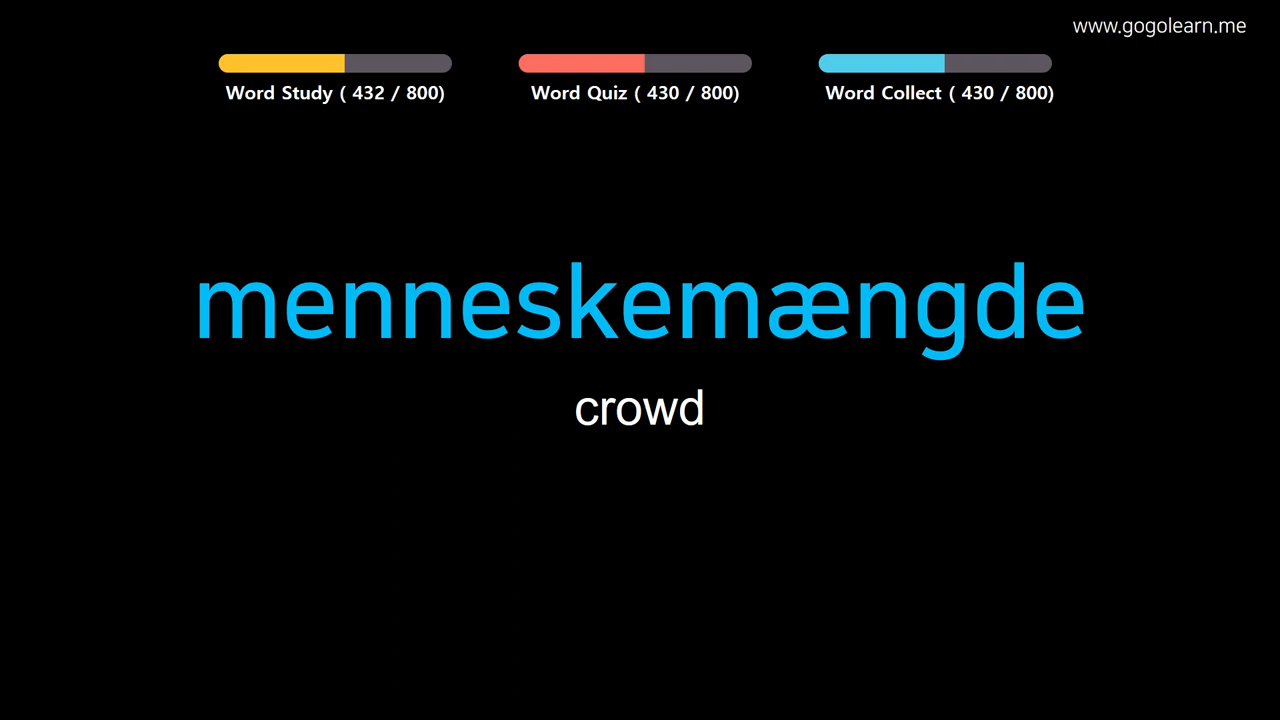 www.gogolearn.me
Word Study ( 432 / 800)
Word Quiz ( 430 / 800)
Word Collect ( 430 / 800)
menneskemængde
crowd